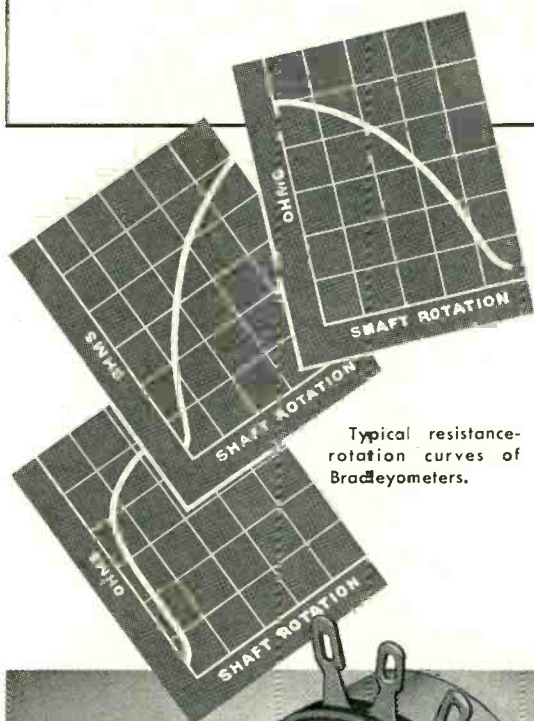 OHMS
SHAFT ROTATION
OHMS
SHAFT ROTATION
Typical resistance-
rotation curves of
Bradleyometers.
OHMS
SHAFT ROTATION